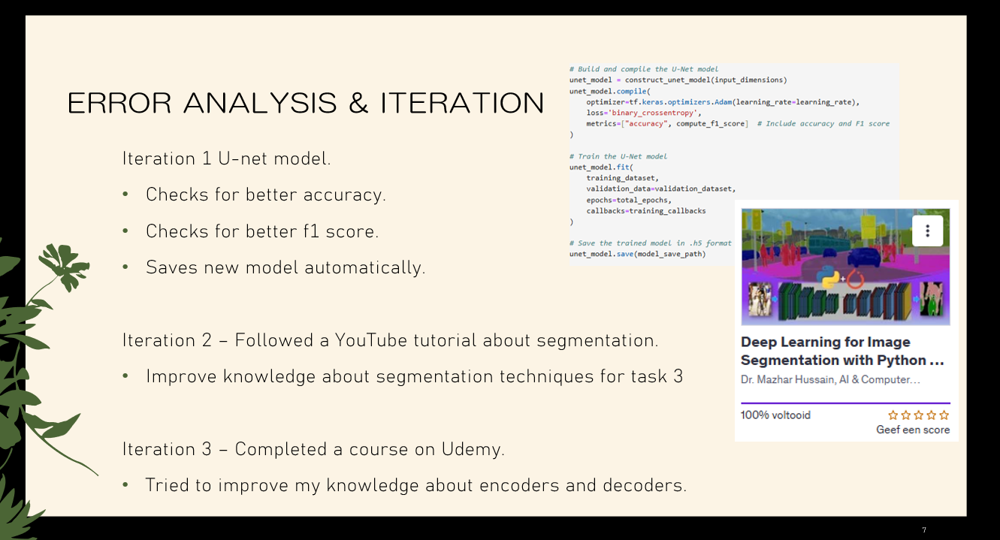 ERROR ANALYSIS & ITERATION
Iteration 1 U-net model.
• Checks for better accuracy.
• Checks for better f1 score.
• Saves new model automatically.
Iteration 2 – Followed a YouTube tutorial about segmentation.
• Improve knowledge about segmentation techniques for task 3
Iteration 3 – Completed a course on Udemy.
• Tried to improve my knowledge about encoders and decoders.
# Build and compile the U-Net model
unet_model = construct_unet_model(input_dimensions)
unet_model.compile(
    optimizer=tf.keras.optimizers.Adam(learning_rate=learning_rate),
    loss='binary_crossentropy',
    metrics=["accuracy", compute_f1_score]  # Include accuracy and F1 score
)
# Train the U-Net model
unet_model.fit(
    training_dataset,
    validation_data=validation_dataset,
    epochs=total_epochs,
    callbacks=training_callbacks
)
# Save the trained model in .h5 format
unet_model.save(model_save_path)
Deep Learning for Image
Segmentation with Python ...
Dr. Mazhar Hussain, AI & Computer...
100% voltooid
Geef een score
7